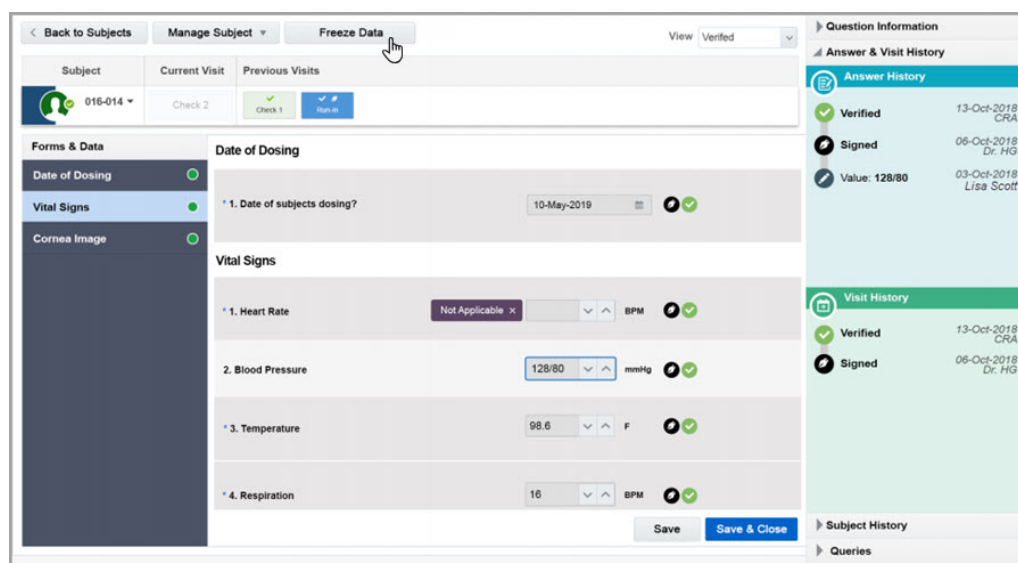 Back to Subjects
Manage Subject
Freeze Data
View Verifed
Subject
Current Visit
Previous Visits
016-014
Check 2
Check 1
Run-in
Forms & Data
Date of Dosing
Vital Signs
Cornea Image
Date of Dosing
* 1. Date of subjects dosing?
10-May-2019
Vital Signs
* 1. Heart Rate
Not Applicable ×
BPM
2. Blood Pressure
128/80
mmHg
* 3. Temperature
98.6
F
* 4. Respiration
16
BPM
Save
Save & Close
Question Information
Answer & Visit History
Answer History
Verified
13-Oct-2018
CRA
Signed
06-Oct-2018
Dr. HG
Value: 128/80
03-Oct-2018
Lisa Scott
Visit History
Verified
13-Oct-2018
CRA
Signed
06-Oct-2018
Dr. HG
Subject History
Queries